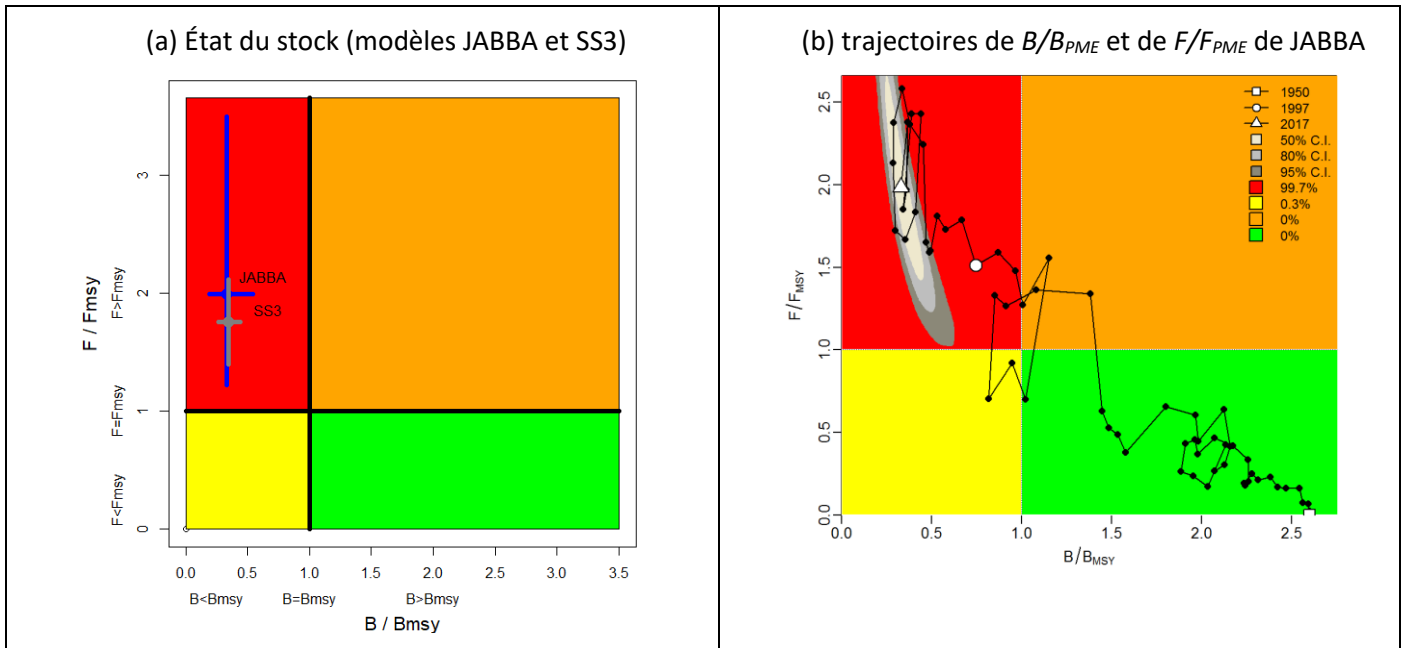 (a) État du stock (modèles JABBA et SS3)
F / Fmsy
F<Fmsy F=Fmsy F>Fmsy
3
2
1
0
JABBA
SS3
0.0 0.5 1.0 1.5 2.0 2.5 3.0 3.5
B<Bmsy B=Bmsy B>Bmsy
B / Bmsy
(b) trajectoires de B/BPME et de F/FPME de JABBA
F/FMSY
2.5
2.0
1.5
1.0
0.5
0.0
1950
1997
2017
50% C.I.
80% C.I.
95% C.I.
99.7%
0.3%
0%
0%
0.0 0.5 1.0 1.5 2.0 2.5
B/BMSY